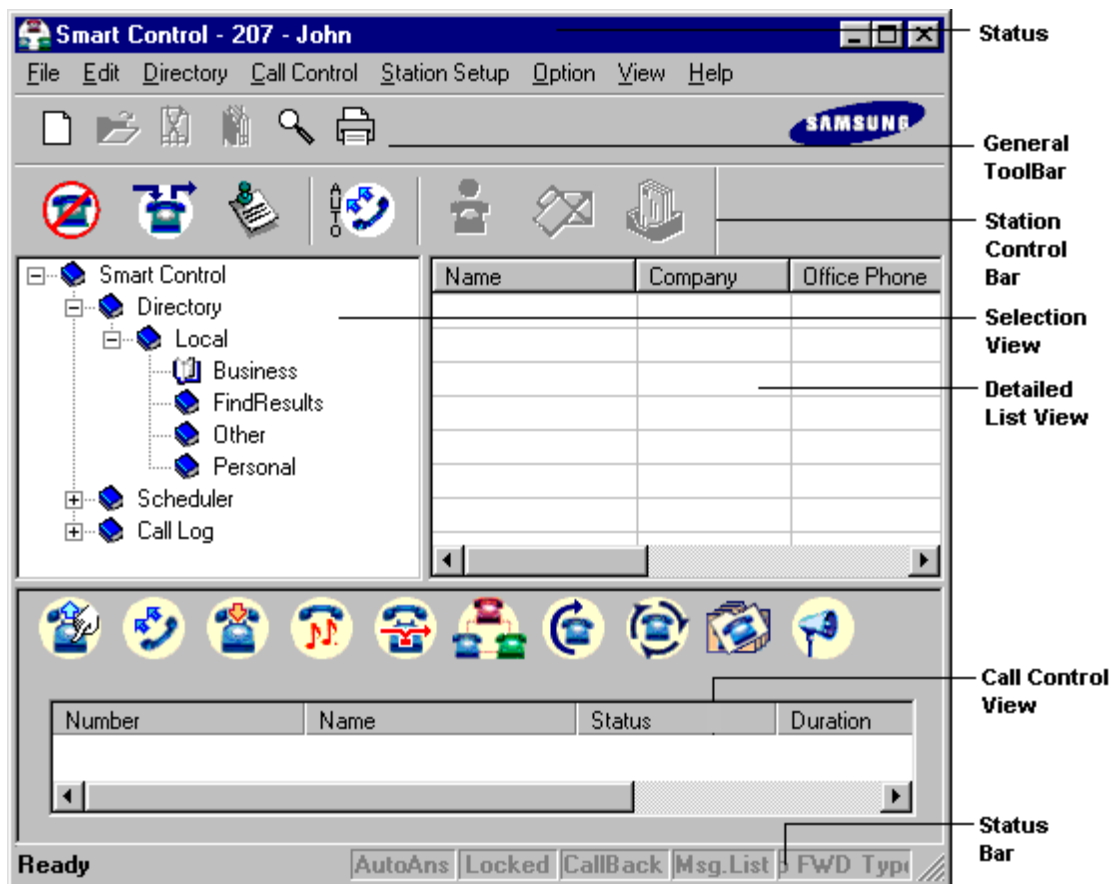 Smart Control - 207 - John
Status
File Edit Directory Call Control Station Setup Option View Help
SAMSUNG
General
ToolBar
AUTO
Station
Control
Bar
Smart Control
Directory
Local
Business
FindResults
Other
Personal
Scheduler
Call Log
Name Company Office Phone
Selection
View
Detailed
List View
Call Control
View
Number Name Status Duration
Status
Bar
Ready AutoAns Locked CallBack Msg.List FWD Type